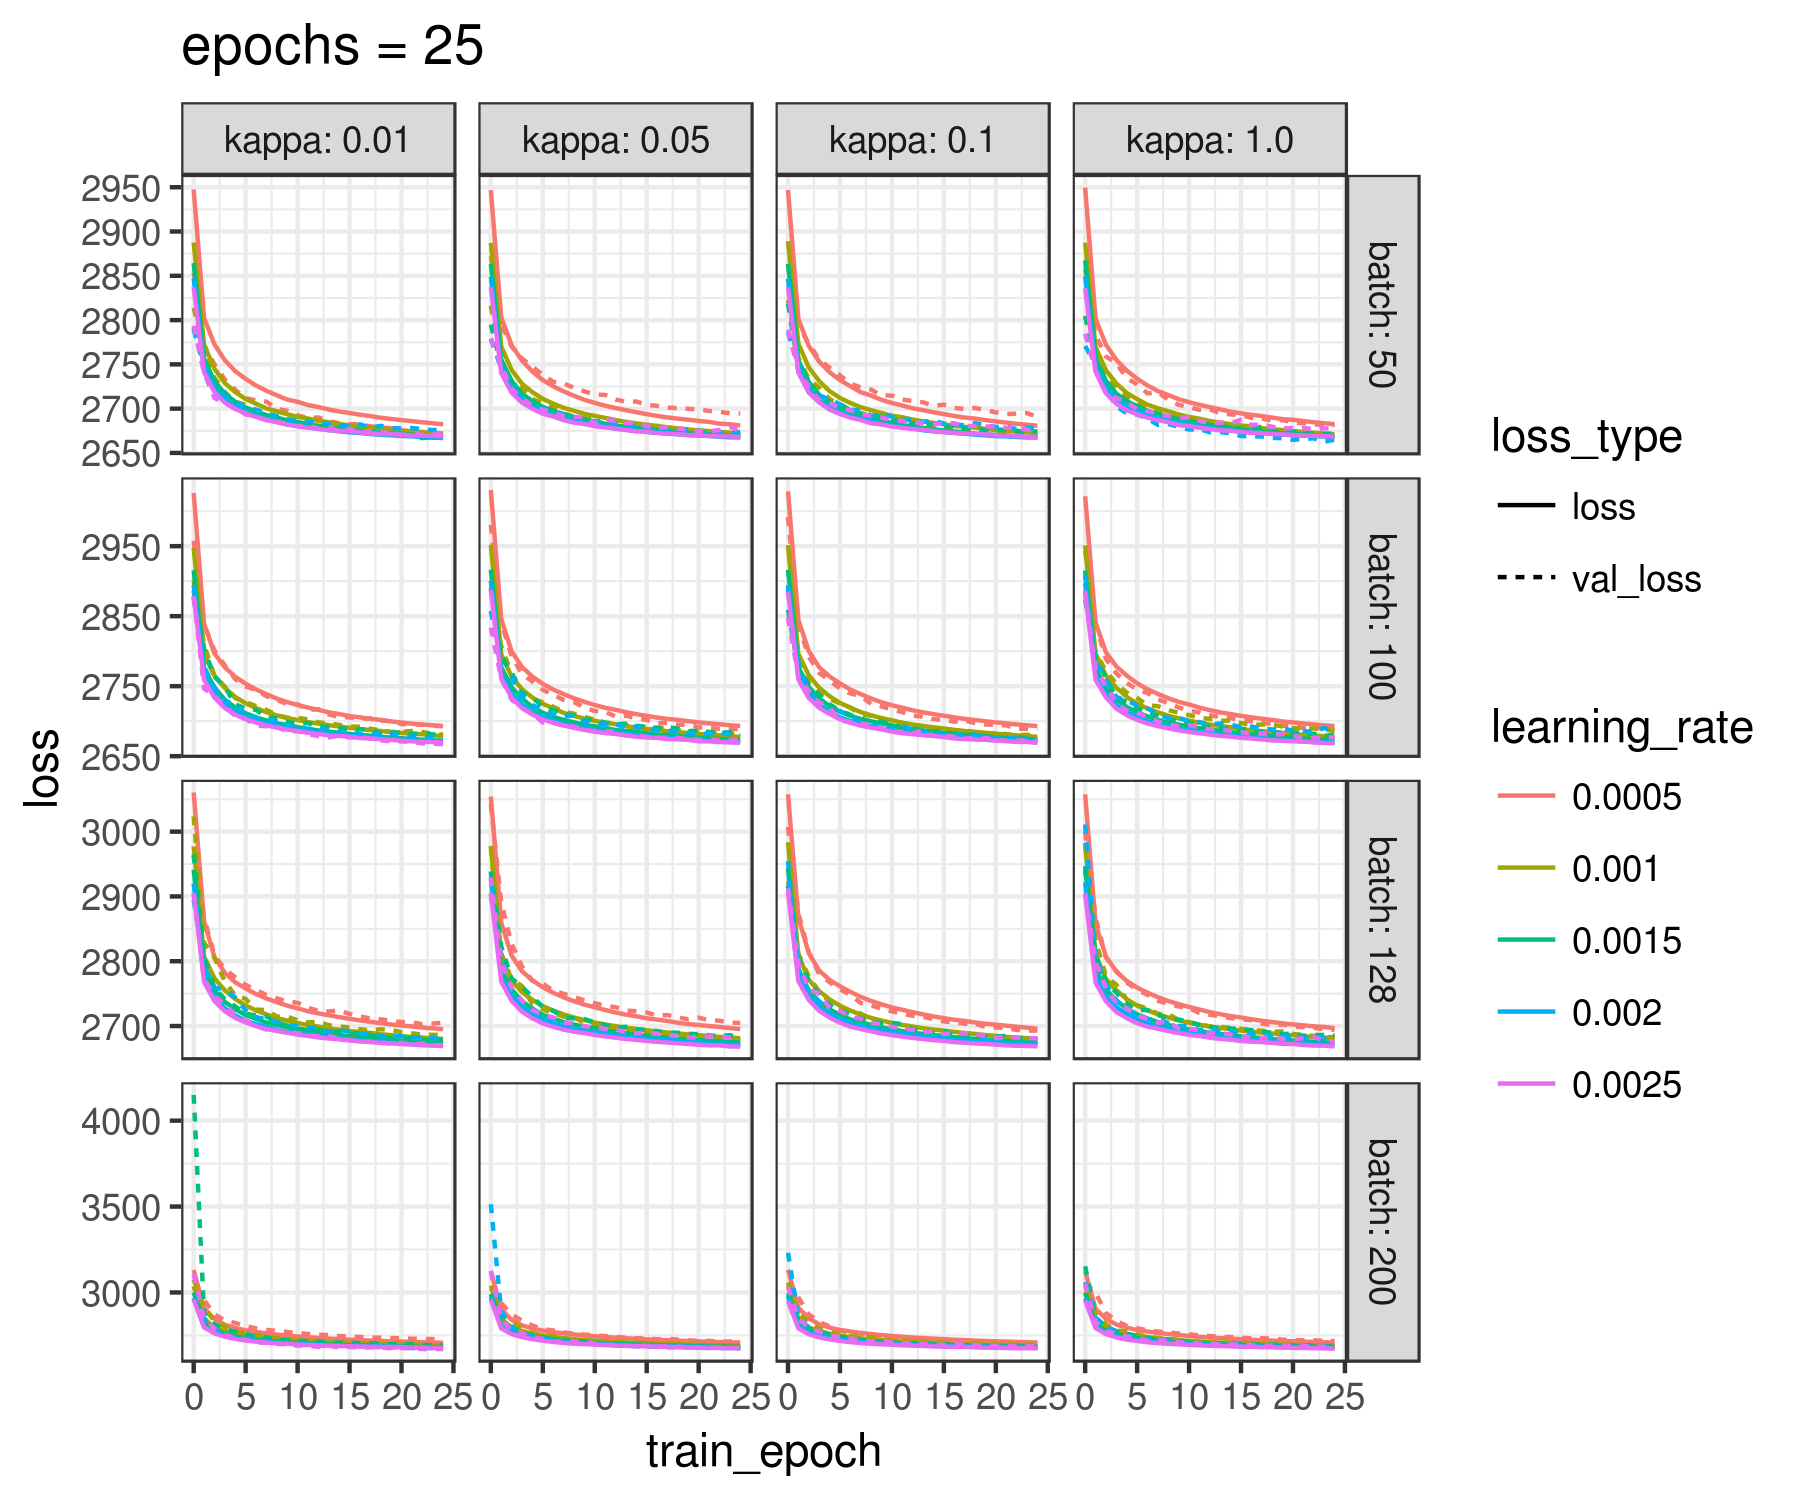 epochs = 25
kappa: 0.01
kappa: 0.05
kappa: 0.1
kappa: 1.0
2950
2900
2850
2800
2750
2700
2650
batch: 50
2950
2850
2750
2650
batch: 100
3000
2900
2800
2700
batch: 128
4000
3500
3000
batch: 200
0 5 10 15 20 25
0 5 10 15 20 25
0 5 10 15 20 25
0 5 10 15 20 25
train_epoch
loss
loss_type
loss
val_loss
learning_rate
0.0005
0.001
0.0015
0.002
0.0025